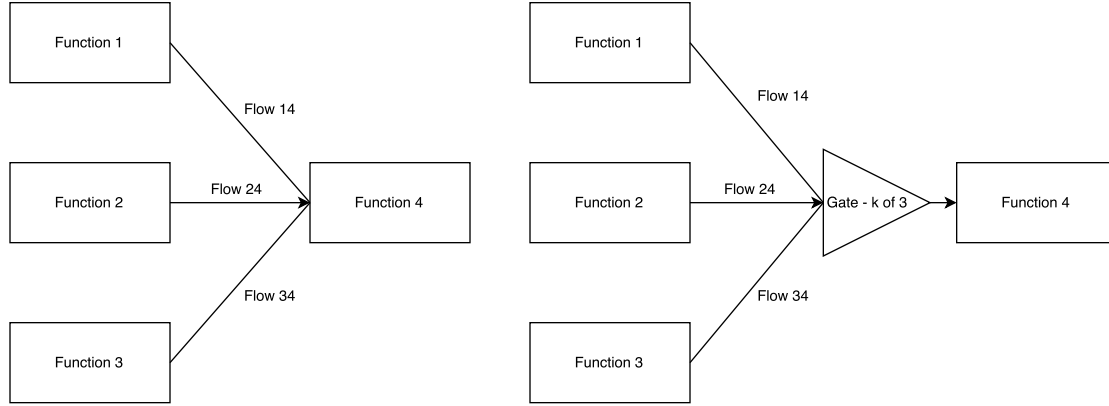 Function 1
Flow 14
Function 2
Flow 24
Function 4
Flow 34
Function 3
Function 1
Flow 14
Function 2
Flow 24
Gate - k of 3
Function 4
Flow 34
Function 3